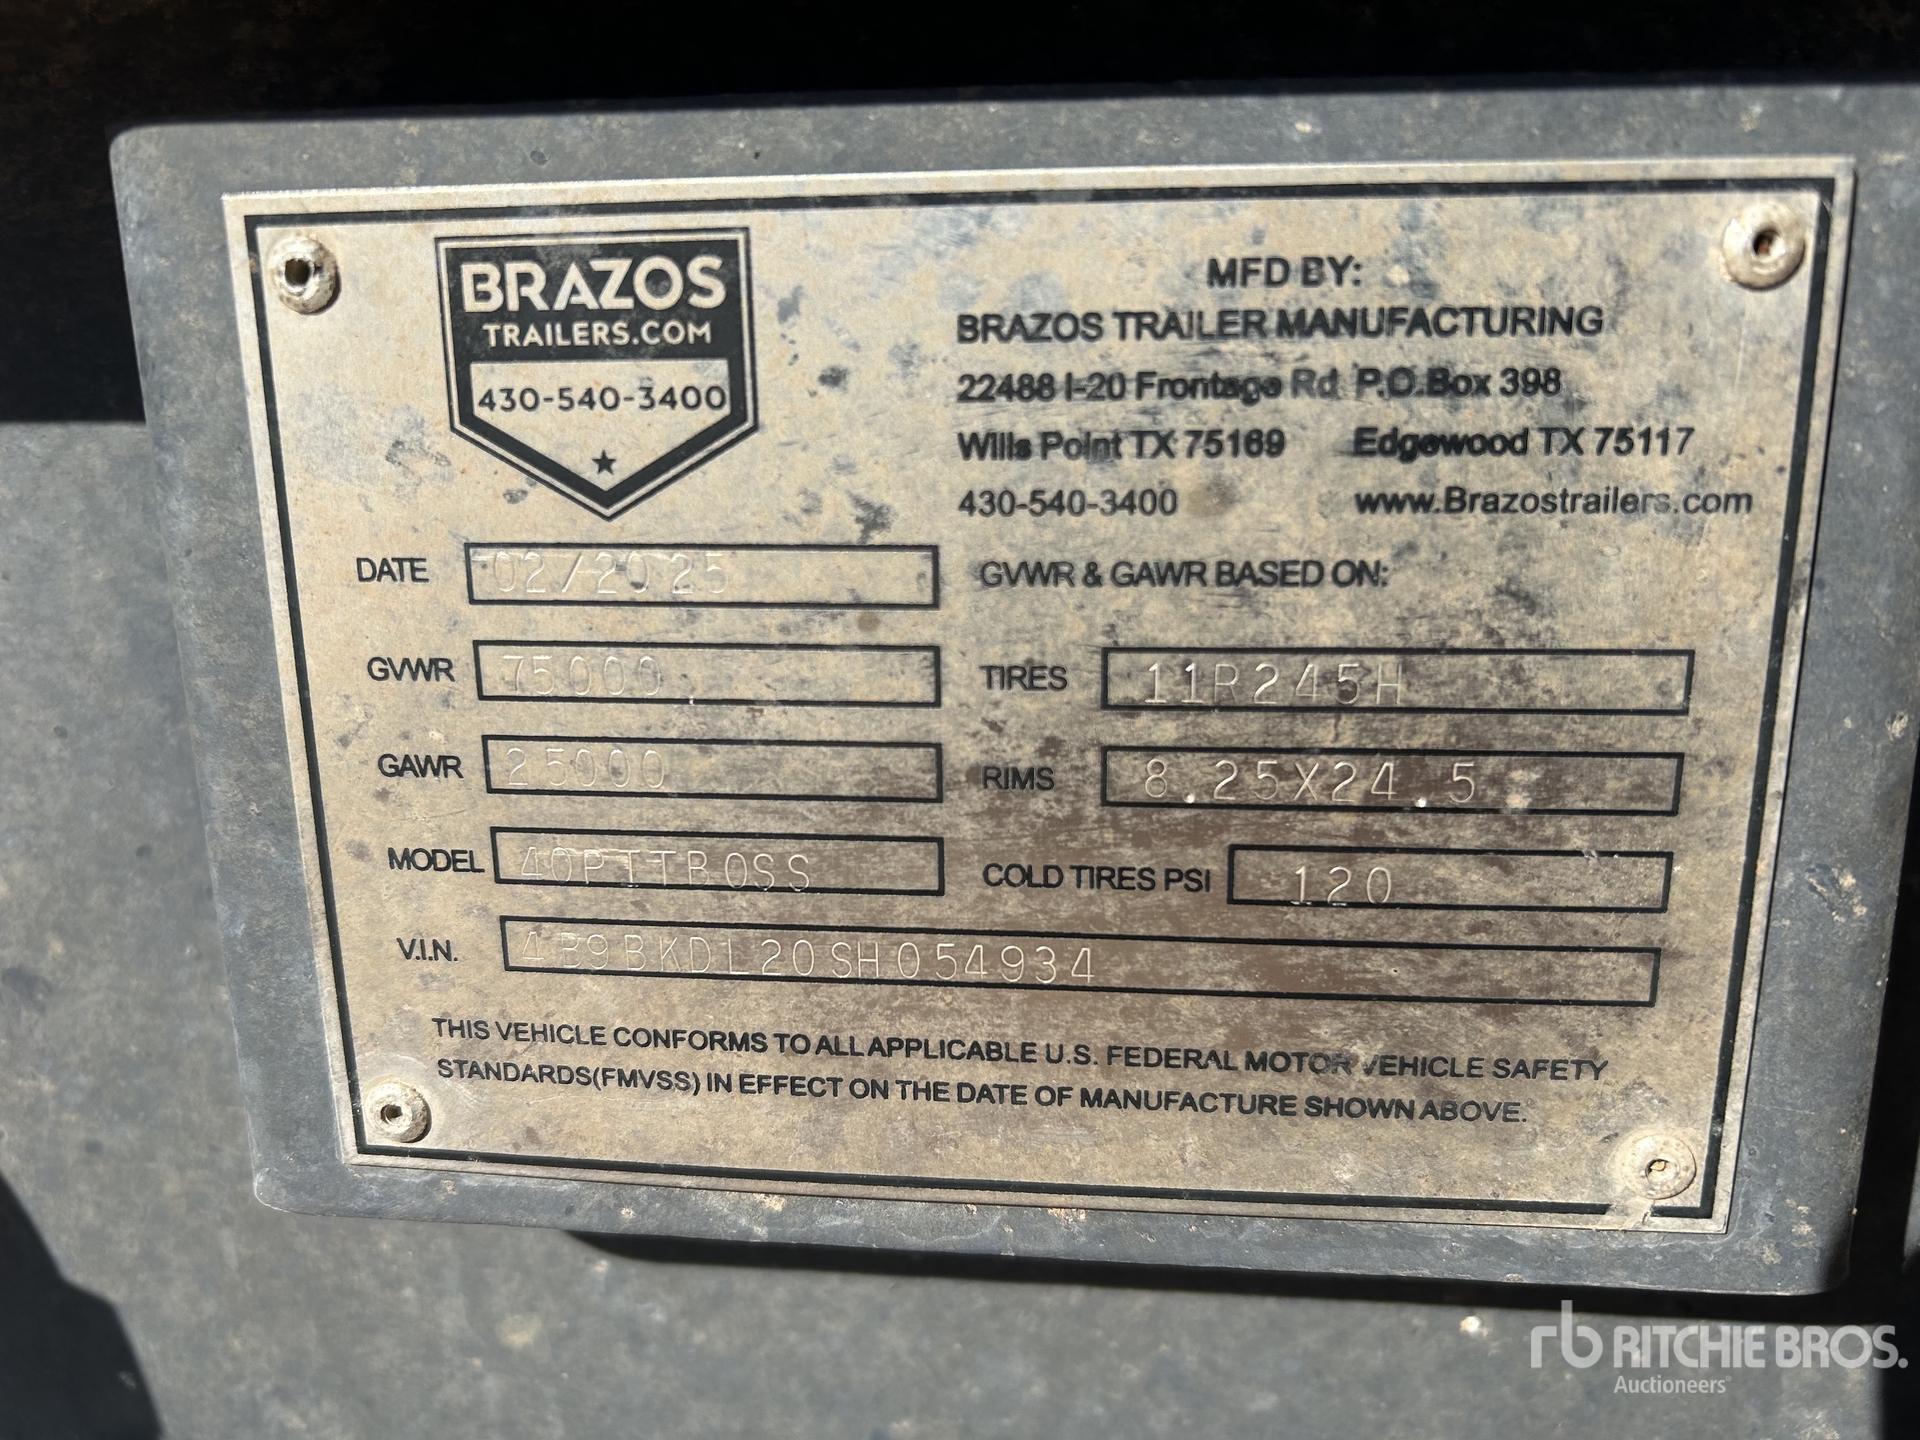 BRAZOS
TRAILERS.COM
430-540-3400
MFD BY:
BRAZOS TRAILER MANUFACTURING
22488 I-20 Frontage Rd P.O.Box 398
Wills Point TX 75169 Edgewood TX 75117
430-540-3400 www.Brazostrailers.com
DATE 02/2025 GVWR & GAWR BASED ON:
GVWR 75000 TIRES 11R245H
GAWR 25000 RIMS 8.25X24.5
MODEL 40PTTBOSS COLD TIRES PSI 120
V.I.N. 4B9BKDL20SH054934
THIS VEHICLE CONFORMS TO ALL APPLICABLE U.S. FEDERAL MOTOR VEHICLE SAFETY
STANDARDS(FMVSS) IN EFFECT ON THE DATE OF MANUFACTURE SHOWN ABOVE.
rb RITCHIE BROS.
Auctioneers